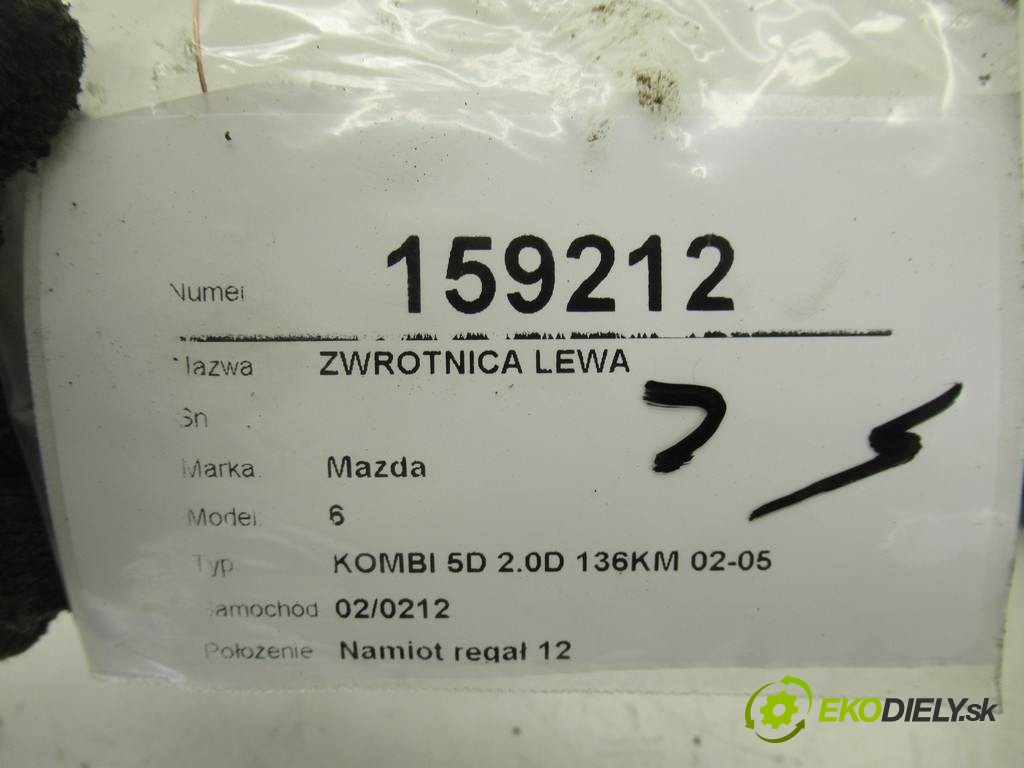 Numer 159212
Nazwa ZWROTNICA LEWA
Sn
Marka. Mazda
Model. 6
Typ KOMBI 5D 2.0D 136KM 02-05
Samochód 02/0212
Położenie Namiot regał 12
EKODIELY.sk